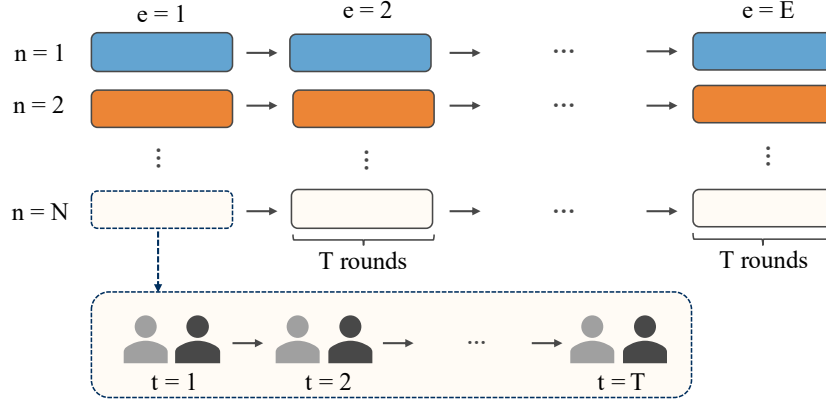 e = 1
e = 2
e = E
n = 1
...
n = 2
...
n = N
...
T rounds
T rounds
...
t = 1
t = 2
t = T